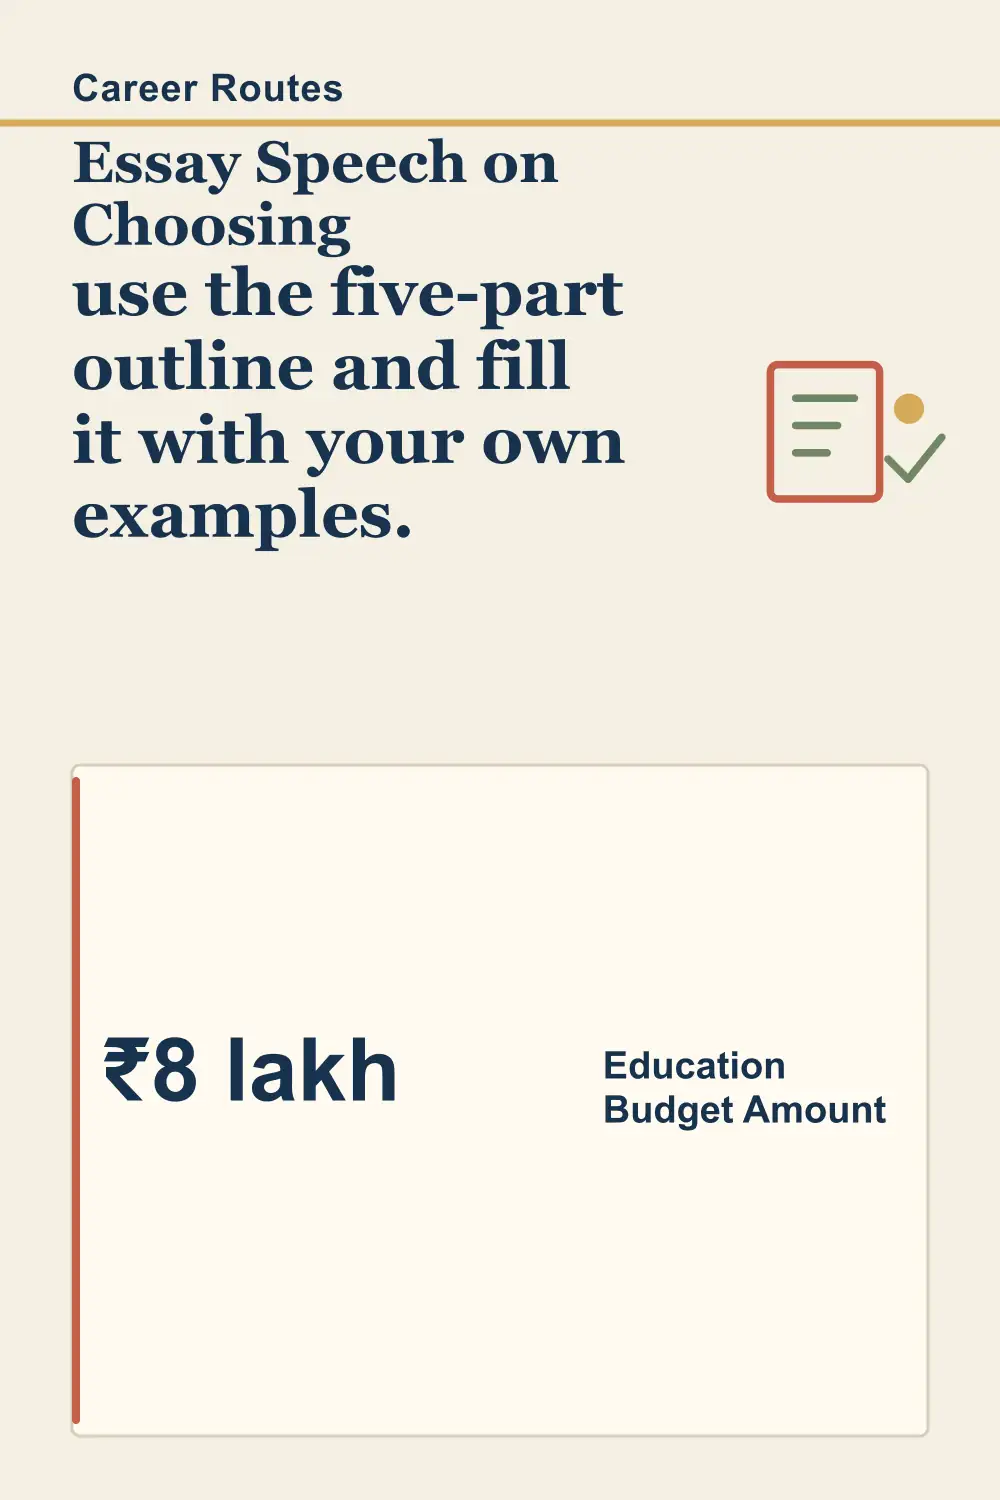 Career Routes
Essay Speech on
Choosing
use the five-part
outline and fill
it with your own
examples.
₹8 lakh
Education
Budget Amount